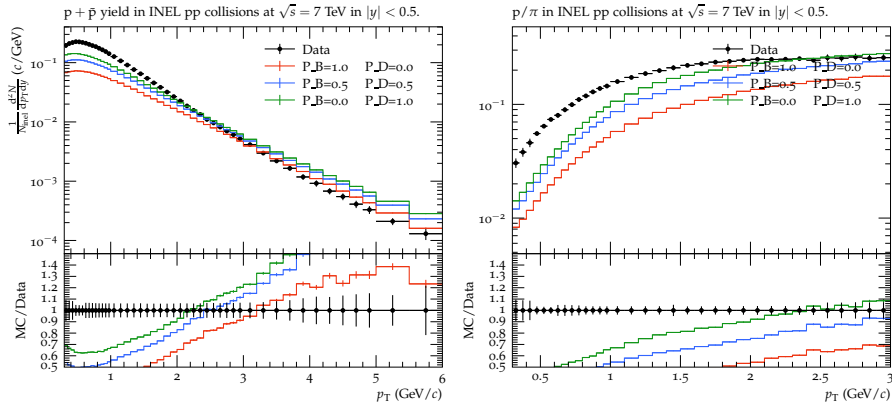 p + p̄ yield in INEL pp collisions at √s = 7 TeV in |y| < 0.5.
1/N_inel d²N/dp_T dy (c/GeV)
Data
P_B=1.0 P_D=0.0
P_B=0.5 P_D=0.5
P_B=0.0 P_D=1.0
10⁻¹
10⁻²
10⁻³
10⁻⁴
MC/Data
1.4
1.3
1.2
1.1
1
0.9
0.8
0.7
0.6
0.5
1 2 3 4 5 6
p_T (GeV/c)
p/π in INEL pp collisions at √s = 7 TeV in |y| < 0.5.
Data
P_B=1.0 P_D=0.0
P_B=0.5 P_D=0.5
P_B=0.0 P_D=1.0
10⁻¹
10⁻²
MC/Data
1.4
1.3
1.2
1.1
1
0.9
0.8
0.7
0.6
0.5
0.5 1 1.5 2 2.5 3
p_T (GeV/c)